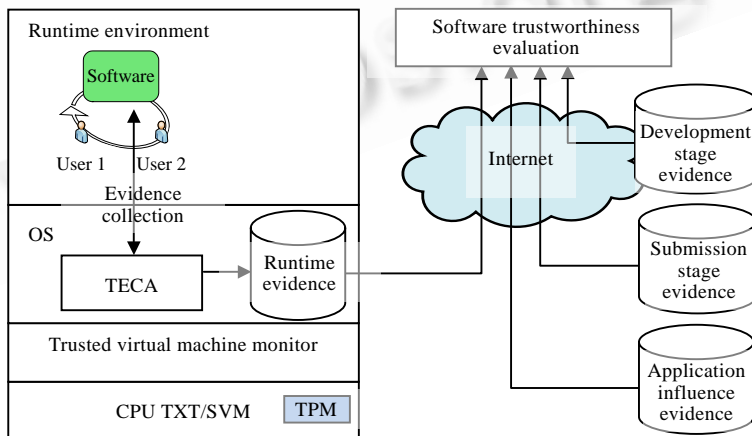 Runtime environment
Software
User 1
User 2
Evidence
collection
OS
TECA
Runtime
evidence
Trusted virtual machine monitor
CPU TXT/SVM
TPM
Software trustworthiness
evaluation
Internet
Development
stage
evidence
Submission
stage
evidence
Application
influence
evidence